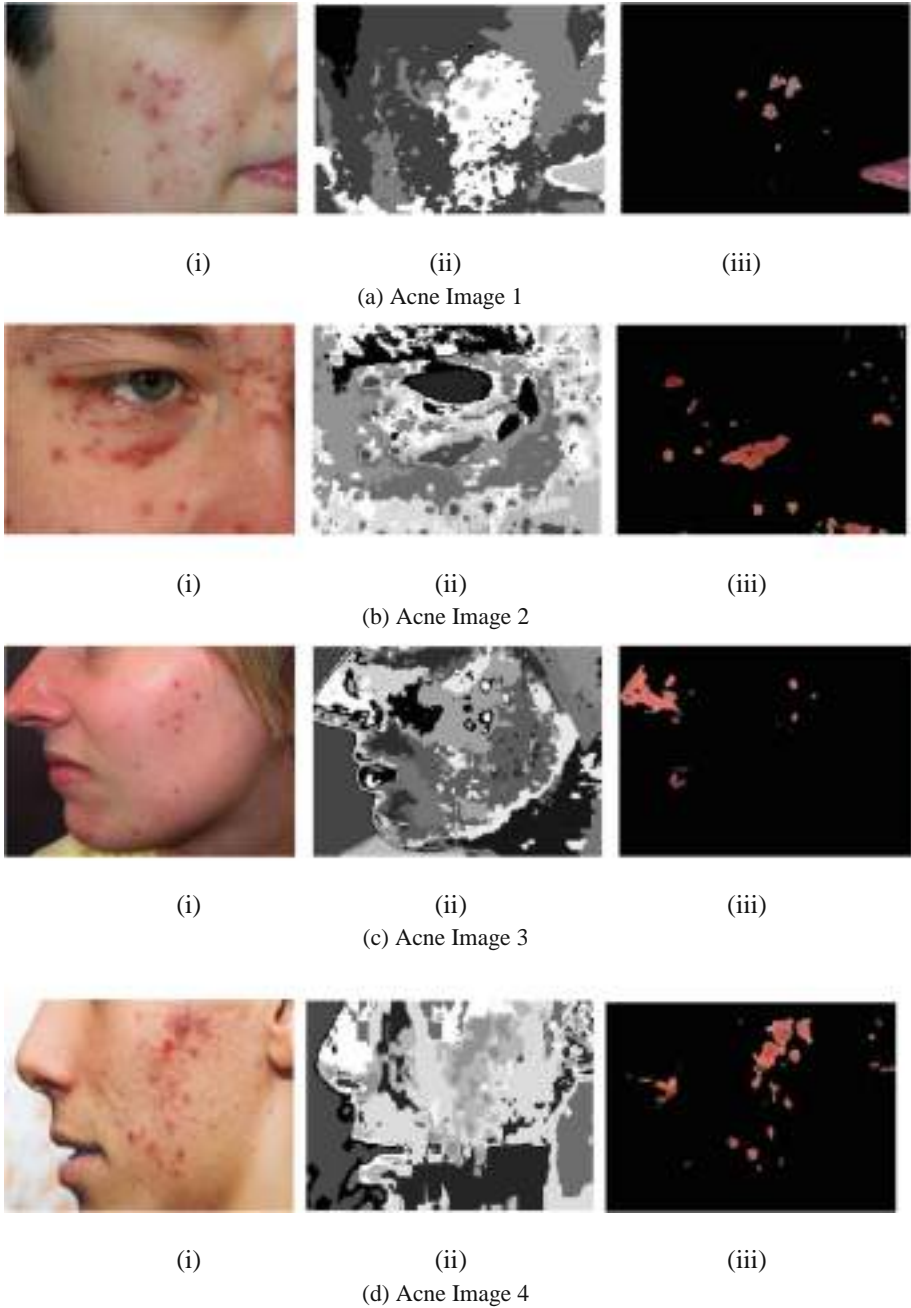 (i) (ii) (iii)
(a) Acne Image 1
(i) (ii) (iii)
(b) Acne Image 2
(i) (ii) (iii)
(c) Acne Image 3
(i) (ii) (iii)
(d) Acne Image 4